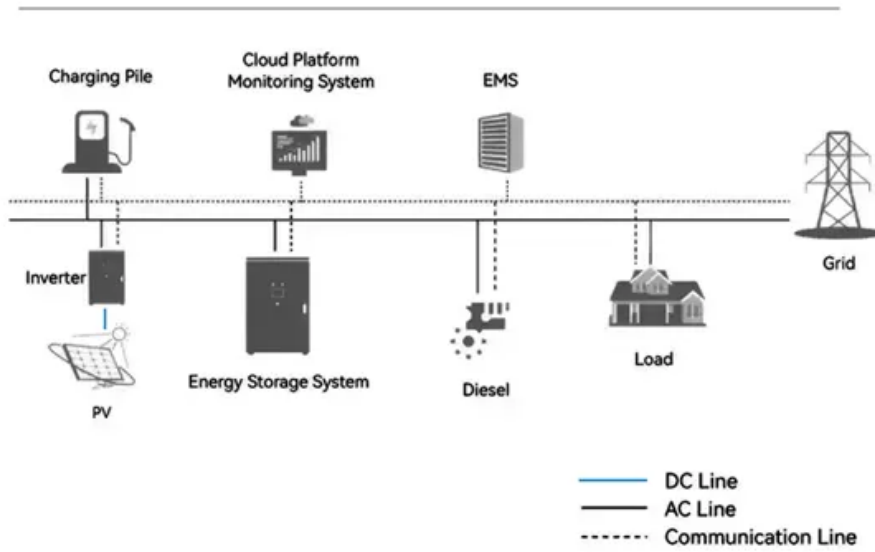 Charging Pile
Cloud Platform
Monitoring System
EMS
Inverter
Grid
PV
Energy Storage System
Diesel
Load
DC Line
AC Line
Communication Line